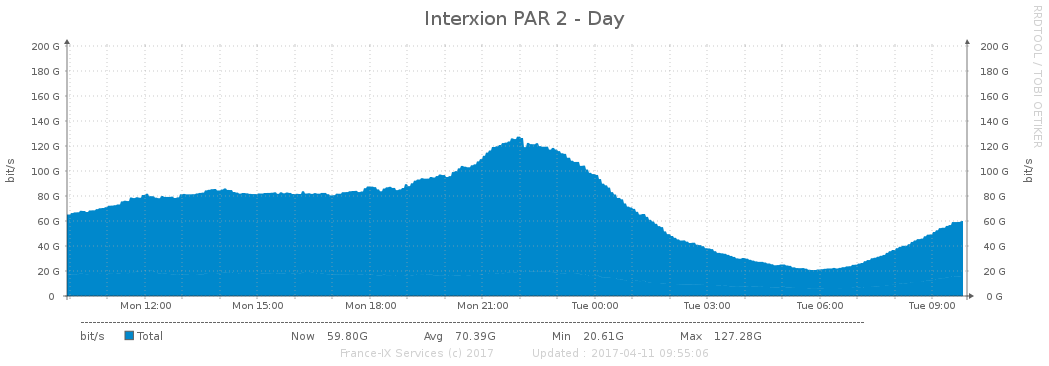 Interxion PAR 2 - Day
RRDTOOL / TOBI OETIKER
bit/s
bit/s
200 G 200 G
180 G 180 G
160 G 160 G
140 G 140 G
120 G 120 G
100 G 100 G
80 G 80 G
60 G 60 G
40 G 40 G
20 G 20 G
0 0 G
Mon 12:00 Mon 15:00 Mon 18:00 Mon 21:00 Tue 00:00 Tue 03:00 Tue 06:00 Tue 09:00
bit/s Total Now 59.80G Avg 70.39G Min 20.61G Max 127.28G
France-IX Services (c) 2017 Updated : 2017-04-11 09:55:06